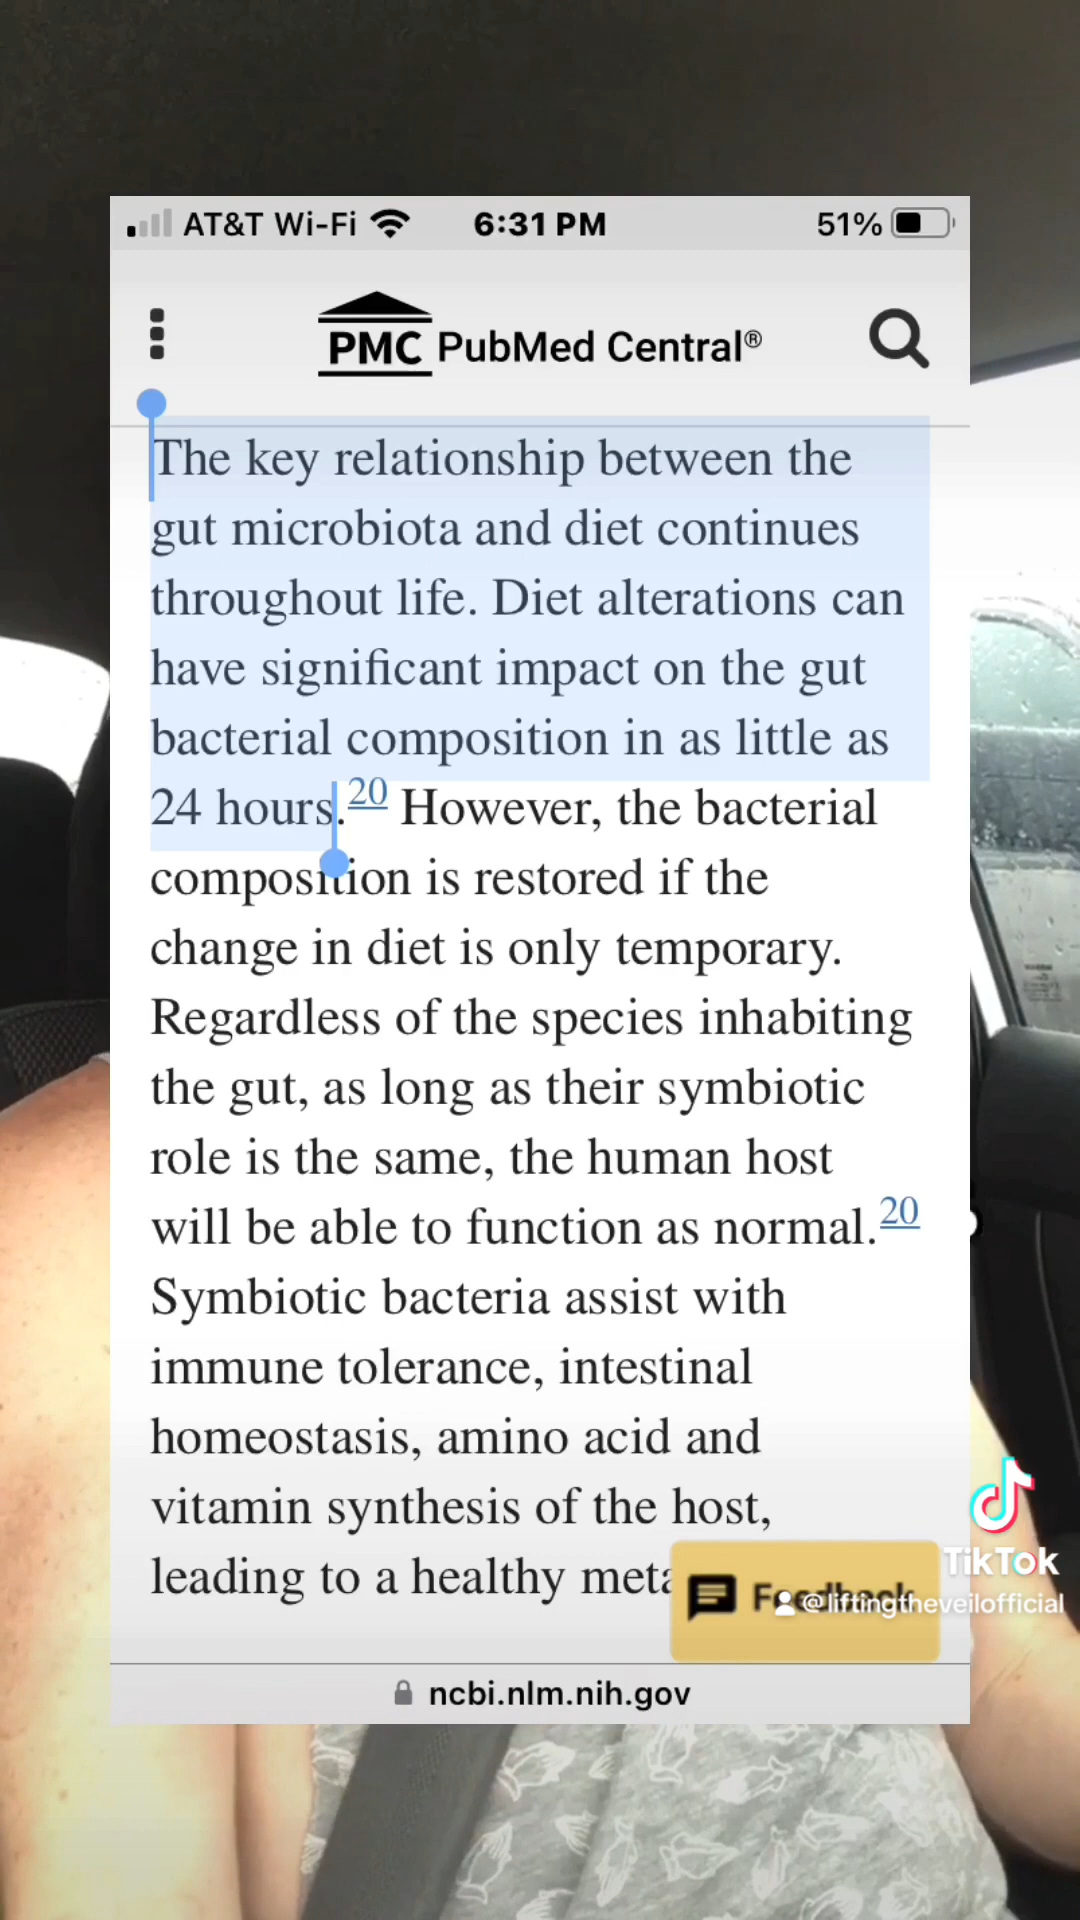 AT&T Wi-Fi 6:31 PM 51%
PMC PubMed Central®
The key relationship between the
gut microbiota and diet continues
throughout life. Diet alterations can
have significant impact on the gut
bacterial composition in as little as
24 hours.20 However, the bacterial
composition is restored if the
change in diet is only temporary.
Regardless of the species inhabiting
the gut, as long as their symbiotic
role is the same, the human host
will be able to function as normal.20
Symbiotic bacteria assist with
immune tolerance, intestinal
homeostasis, amino acid and
vitamin synthesis of the host,
leading to a healthy meta
Feedback
TikTok
@liftingtheveilofficial
ncbi.nlm.nih.gov